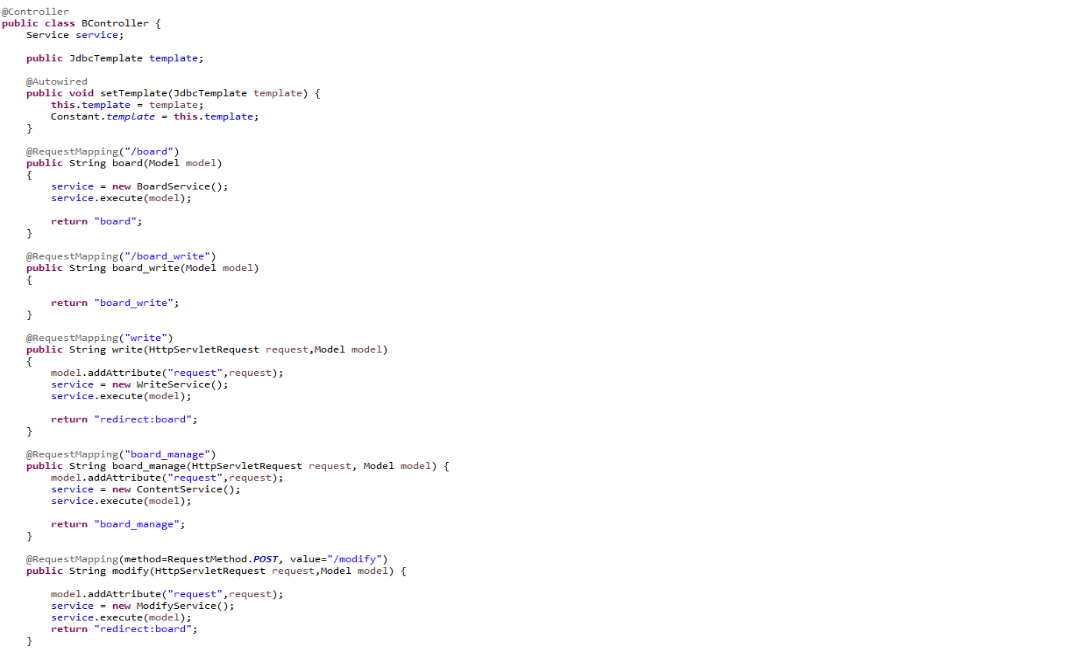 @Controller
public class BController {
    Service service;

    public JdbcTemplate template;

    @Autowired
    public void setTemplate(JdbcTemplate template) {
        this.template = template;
        Constant.template = this.template;
    }

    @RequestMapping("/board")
    public String board(Model model)
    {
        service = new BoardService();
        service.execute(model);

        return "board";
    }

    @RequestMapping("/board_write")
    public String board_write(Model model)
    {

        return "board_write";
    }

    @RequestMapping("write")
    public String write(HttpServletRequest request,Model model)
    {
        model.addAttribute("request",request);
        service = new WriteService();
        service.execute(model);

        return "redirect:board";
    }

    @RequestMapping("board_manage")
    public String board_manage(HttpServletRequest request, Model model) {
        model.addAttribute("request",request);
        service = new ContentService();
        service.execute(model);

        return "board_manage";
    }

    @RequestMapping(method=RequestMethod.POST, value="/modify")
    public String modify(HttpServletRequest request,Model model) {

        model.addAttribute("request",request);
        service = new ModifyService();
        service.execute(model);
        return "redirect:board";
    }